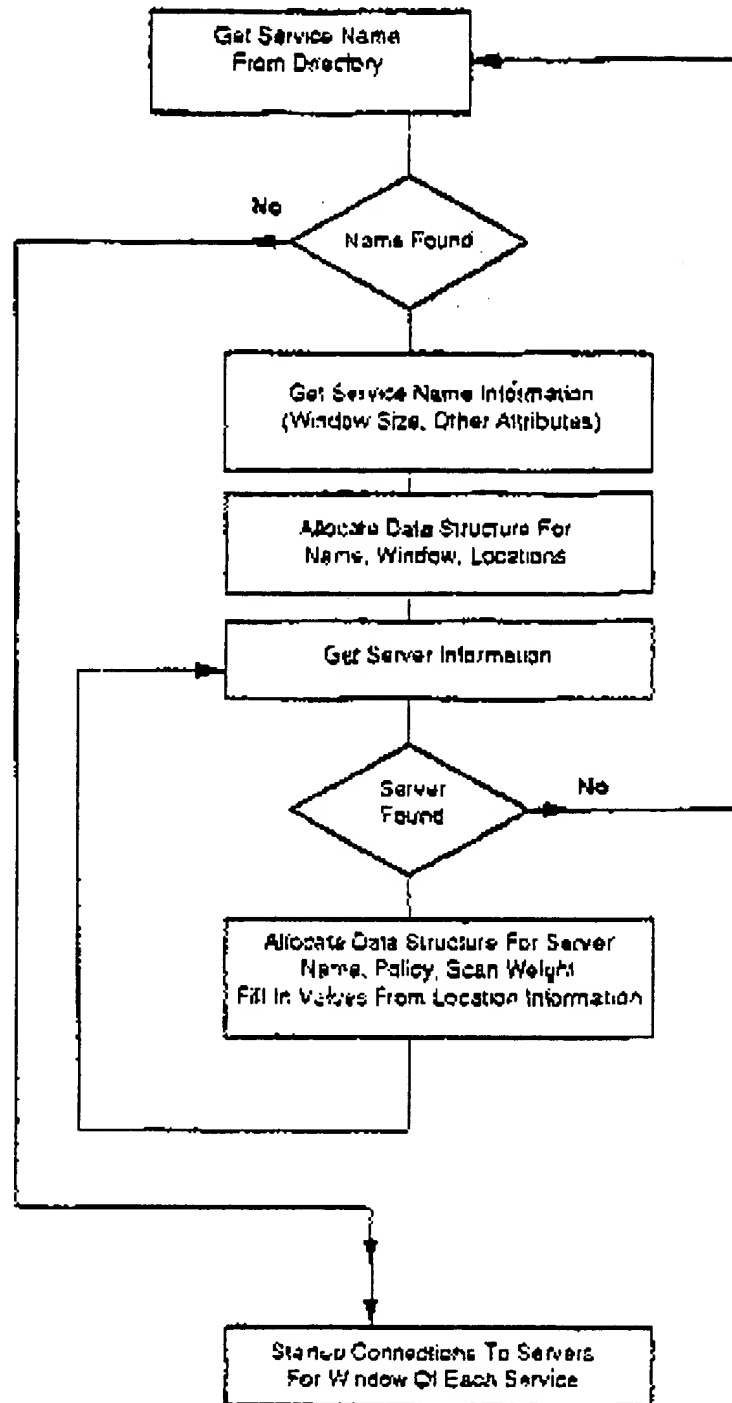 Get Service Name
From Directory
No
Name Found
Get Service Name Information
(Window Size, Other Attributes)
Allocate Data Structure For
Name, Window, Locations
Get Server Information
Server
Found
No
Allocate Data Structure For Server
Name, Policy, Scan Weight
Fill In Values From Location Information
Startup Connections To Servers
For Window Of Each Service